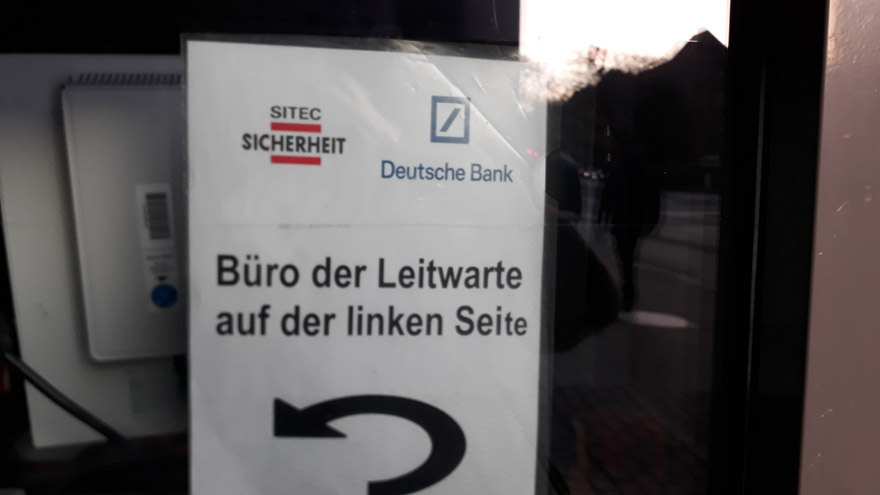 SITEC
SICHERHEIT
Deutsche Bank
Büro der Leitwarte
auf der linken Seite